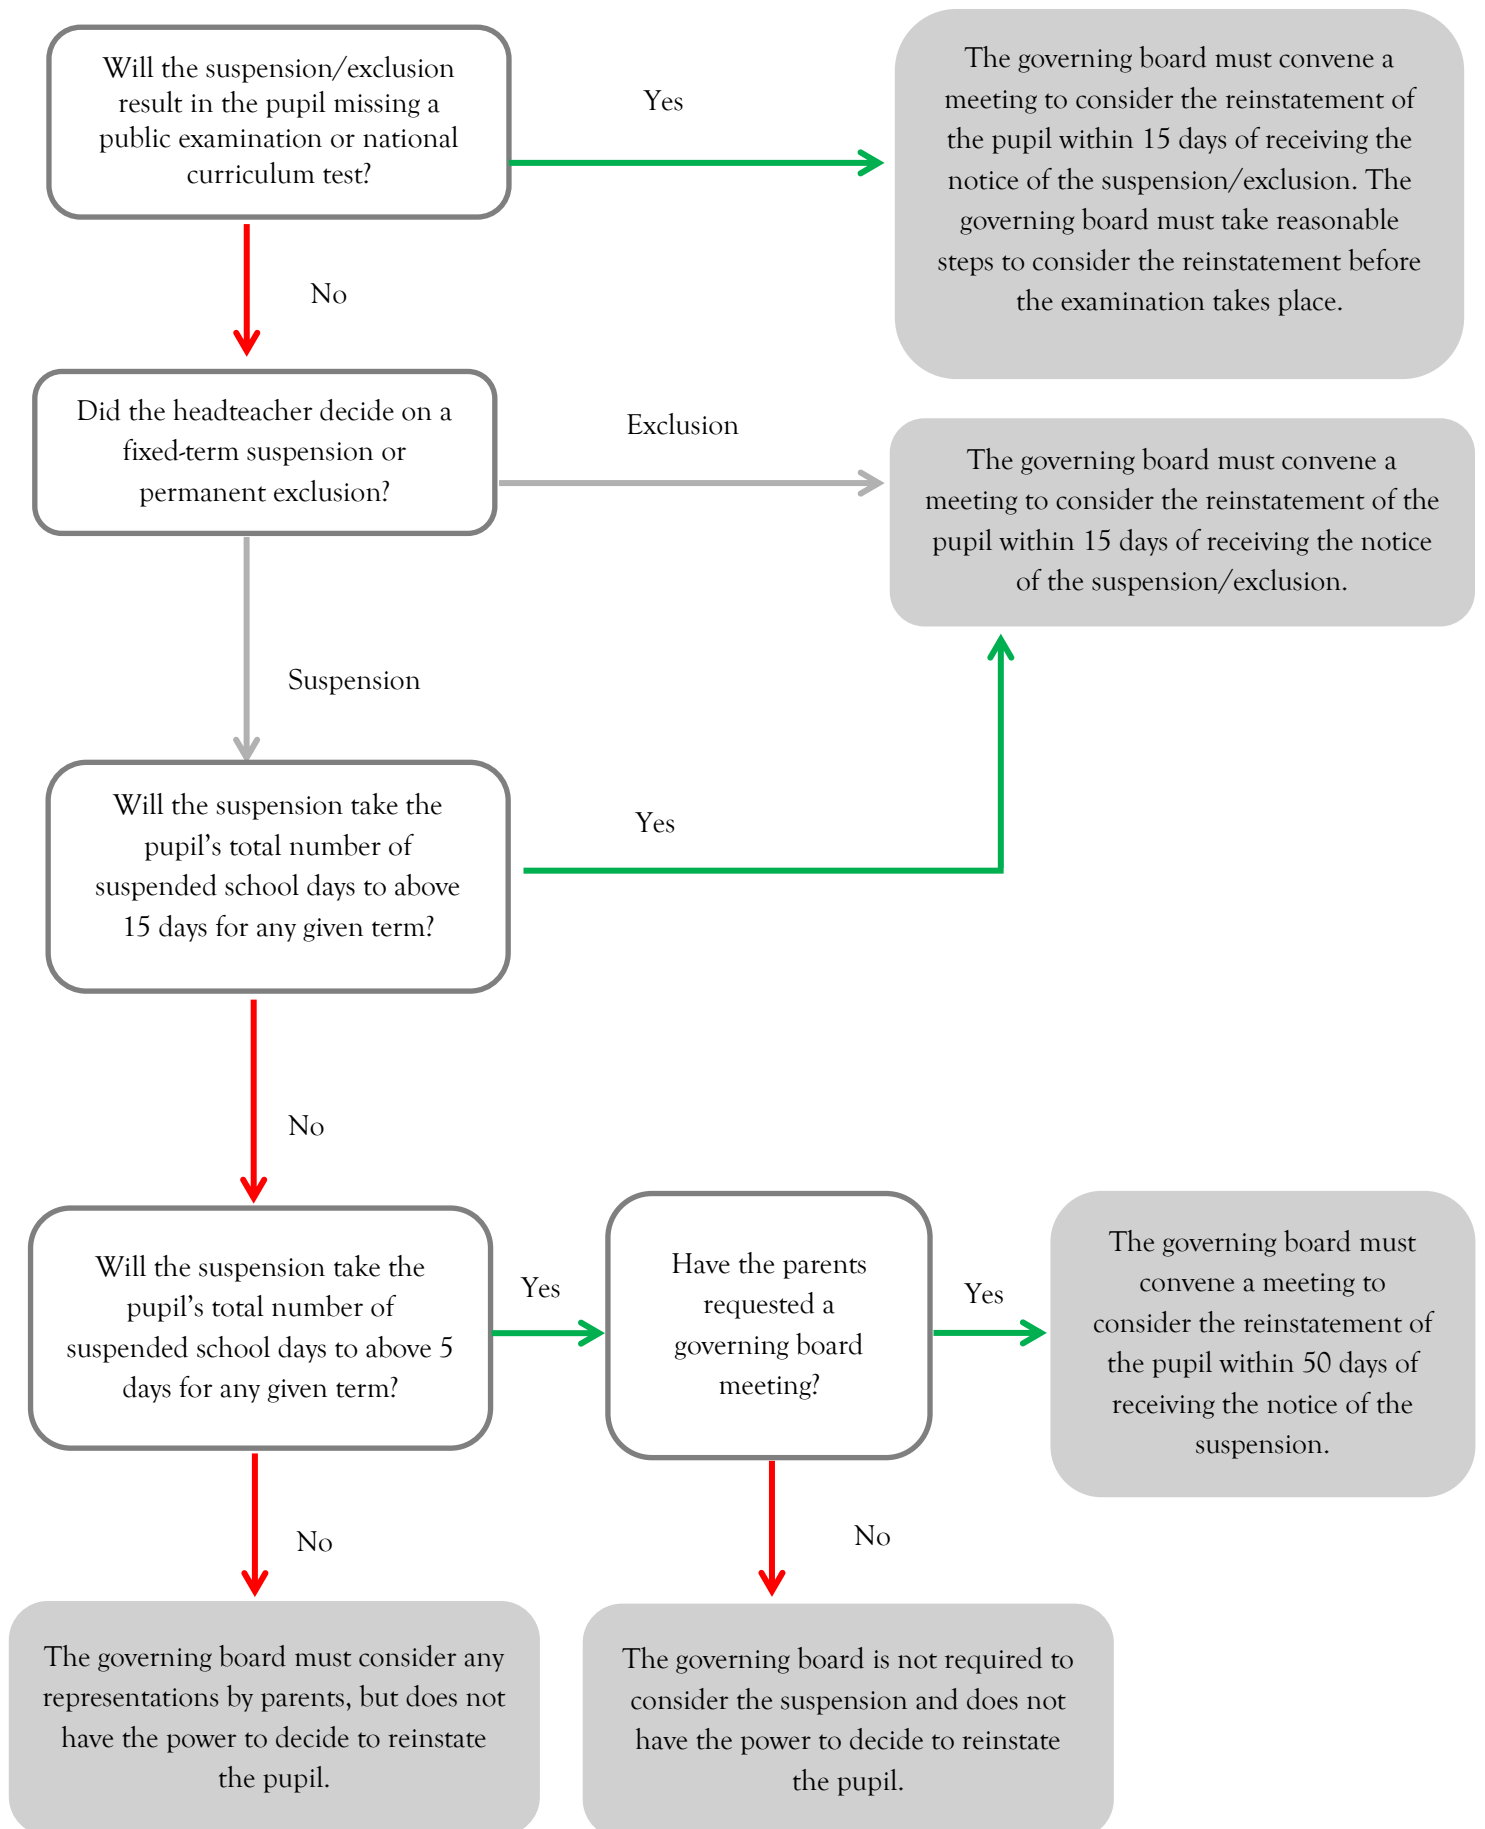 Will the suspension/exclusion
result in the pupil missing a
public examination or national
curriculum test?
Yes
The governing board must convene a
meeting to consider the reinstatement of
the pupil within 15 days of receiving the
notice of the suspension/exclusion. The
governing board must take reasonable
steps to consider the reinstatement before
the examination takes place.
No
Did the headteacher decide on a
fixed-term suspension or
permanent exclusion?
Exclusion
The governing board must convene a
meeting to consider the reinstatement of the
pupil within 15 days of receiving the notice
of the suspension/exclusion.
Suspension
Will the suspension take the
pupil’s total number of
suspended school days to above
15 days for any given term?
Yes
No
Will the suspension take the
pupil’s total number of
suspended school days to above 5
days for any given term?
Yes
Have the parents
requested a
governing board
meeting?
Yes
The governing board must
convene a meeting to
consider the reinstatement of
the pupil within 50 days of
receiving the notice of the
suspension.
No
No
The governing board must consider any
representations by parents, but does not
have the power to decide to reinstate
the pupil.
The governing board is not required to
consider the suspension and does not
have the power to decide to reinstate
the pupil.